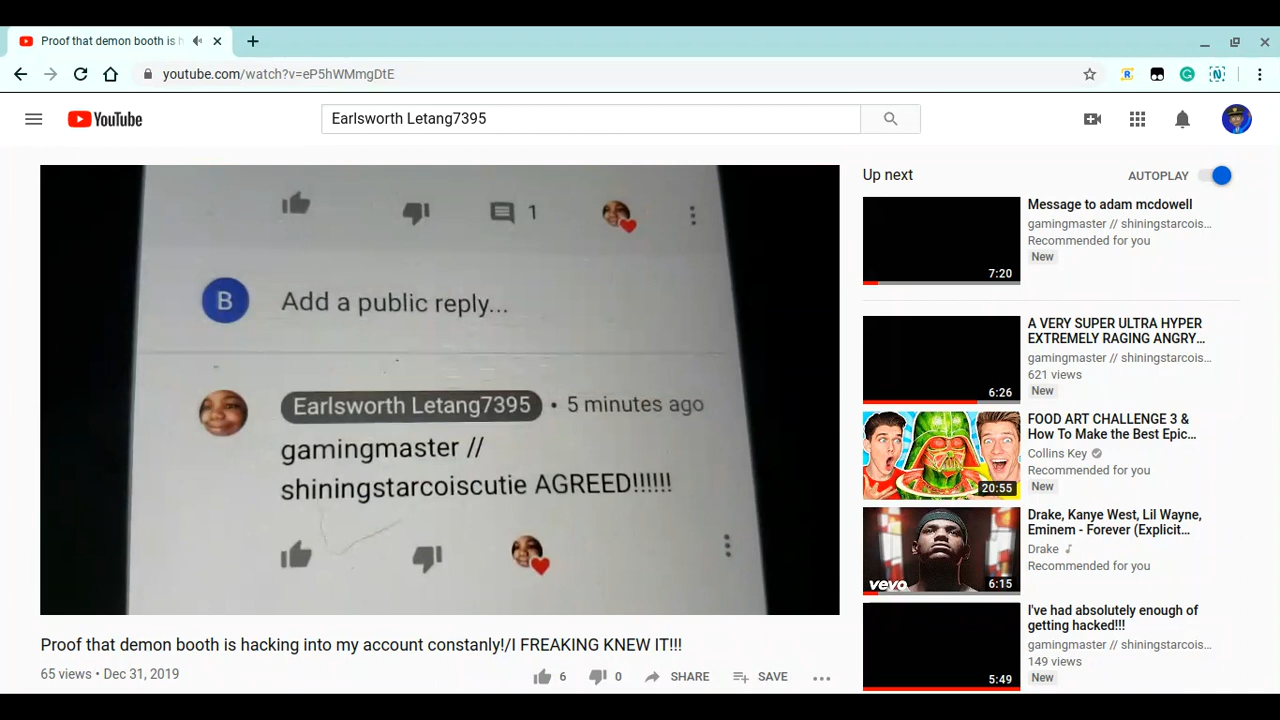 Proof that demon booth is h
youtube.com/watch?v=eP5hWMmgDtE
YouTube
Earlsworth Letang7395
1
B
Add a public reply...
Earlsworth Letang7395 • 5 minutes ago
gamingmaster //
shiningstarcoiscutie AGREED!!!!!!
Proof that demon booth is hacking into my account constanly!/I FREAKING KNEW IT!!!
65 views • Dec 31, 2019
6
0
SHARE
SAVE
Up next
AUTOPLAY
7:20
Message to adam mcdowell
gamingmaster // shiningstarcois...
Recommended for you
New
6:26
A VERY SUPER ULTRA HYPER
EXTREMELY RAGING ANGRY...
gamingmaster // shiningstarcois...
621 views
New
20:55
FOOD ART CHALLENGE 3 &
How To Make the Best Epic...
Collins Key
Recommended for you
New
vevo
6:15
Drake, Kanye West, Lil Wayne,
Eminem - Forever (Explicit...
Drake
Recommended for you
5:49
I've had absolutely enough of
getting hacked!!!
gamingmaster // shiningstarcois...
149 views
New